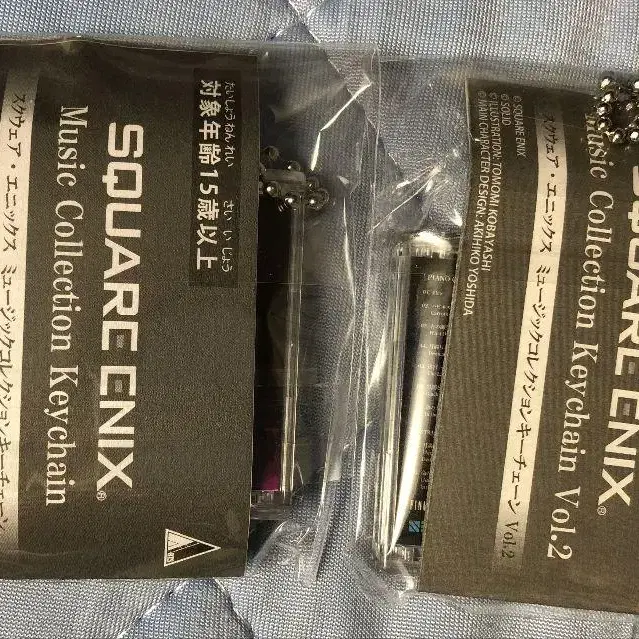 たいしょうねんれい
さい いじょう
対象年齢15歳以上
SQUARE ENIX®
Music Collection Keychain
スクウェア・エニックス ミュージックコレクションキーチェーン
SQUARE ENIX®
Music Collection Keychain Vol.2
スクウェア・エニックス ミュージックコレクションキーチェーン Vol.2
© SQUARE ENIX
© SOLID
© ILLUSTRATION: TOMOMI KOBAYASHI
© MAIN CHARACTER DESIGN: AKIHIKO YOSHIDA
PIANO